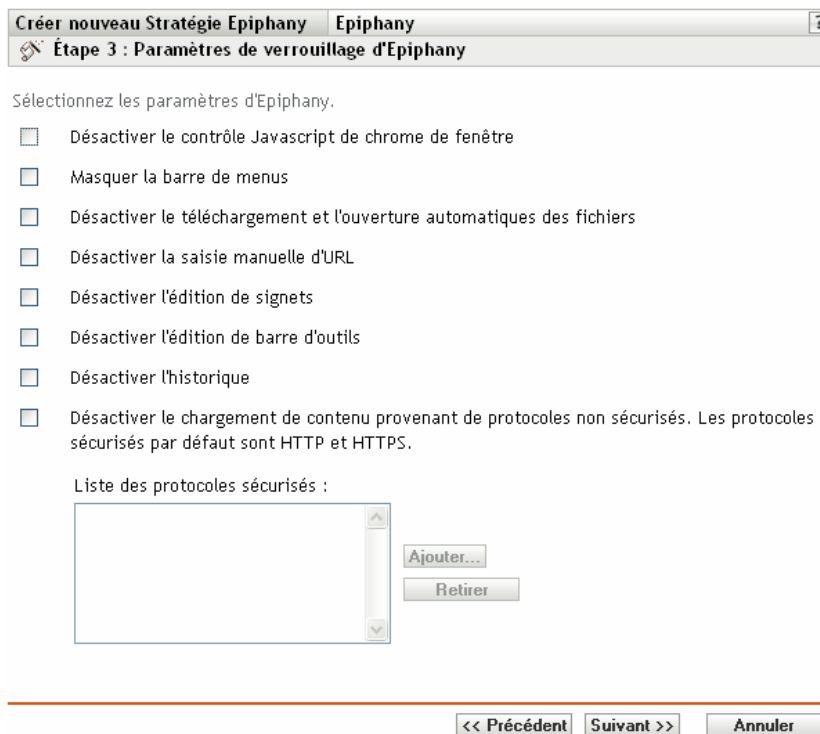 Créer nouveau Stratégie Epiphany Epiphany ?
Étape 3 : Paramètres de verrouillage d'Epiphany
Sélectionnez les paramètres d'Epiphany.
Désactiver le contrôle Javascript de chrome de fenêtre
Masquer la barre de menus
Désactiver le téléchargement et l'ouverture automatiques des fichiers
Désactiver la saisie manuelle d'URL
Désactiver l'édition de signets
Désactiver l'édition de barre d'outils
Désactiver l'historique
Désactiver le chargement de contenu provenant de protocoles non sécurisés. Les protocoles
sécurisés par défaut sont HTTP et HTTPS.
Liste des protocoles sécurisés :
Ajouter...
Retirer
<< Précédent Suivant >> Annuler